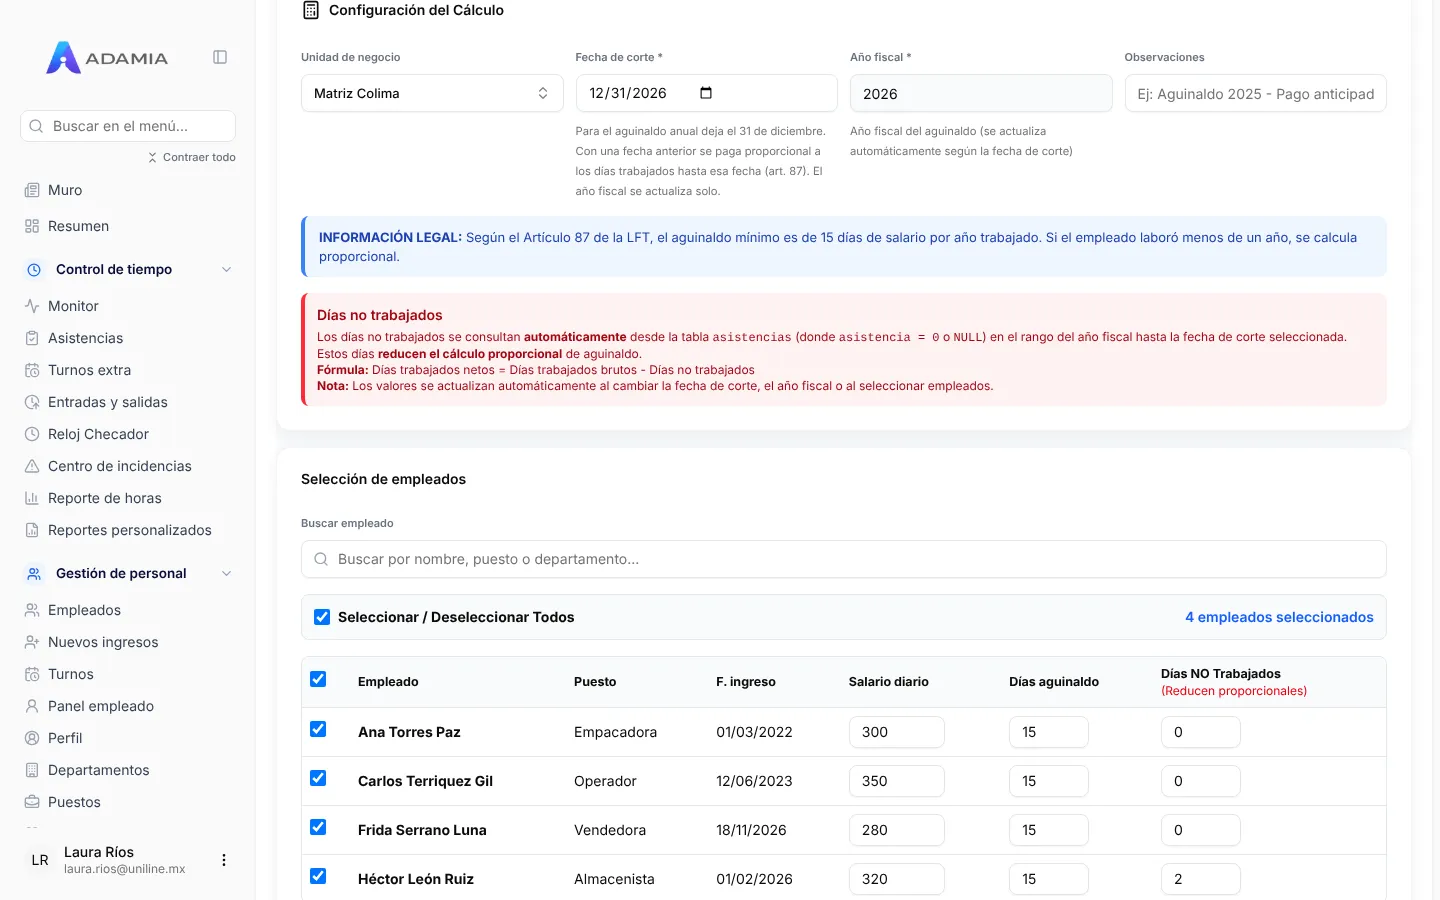 ADAMIA
Buscar en el menú...
Contraer todo
Muro
Resumen
Control de tiempo
Monitor
Asistencias
Turnos extra
Entradas y salidas
Reloj Checador
Centro de incidencias
Reporte de horas
Reportes personalizados
Gestión de personal
Empleados
Nuevos ingresos
Turnos
Panel empleado
Perfil
Departamentos
Puestos
LR
Laura Ríos
laura.rios@uniline.mx
Configuración del Cálculo
Unidad de negocio
Matriz Colima
Fecha de corte *
12/31/2026
Para el aguinaldo anual deja el 31 de diciembre.
Con una fecha anterior se paga proporcional a
los días trabajados hasta esa fecha (art. 87). El
año fiscal se actualiza solo.
Año fiscal *
2026
Año fiscal del aguinaldo (se actualiza
automáticamente según la fecha de corte)
Observaciones
Ej: Aguinaldo 2025 - Pago anticipad
INFORMACIÓN LEGAL: Según el Artículo 87 de la LFT, el aguinaldo mínimo es de 15 días de salario por año trabajado. Si el empleado laboró menos de un año, se calcula
proporcional.
Días no trabajados
Los días no trabajados se consultan automáticamente desde la tabla asistencias (donde asistencia = 0 o NULL) en el rango del año fiscal hasta la fecha de corte seleccionada.
Estos días reducen el cálculo proporcional de aguinaldo.
Fórmula: Días trabajados netos = Días trabajados brutos - Días no trabajados
Nota: Los valores se actualizan automáticamente al cambiar la fecha de corte, el año fiscal o al seleccionar empleados.
Selección de empleados
Buscar empleado
Buscar por nombre, puesto o departamento...
Seleccionar / Deseleccionar Todos
4 empleados seleccionados
Empleado Puesto F. ingreso Salario diario Días aguinaldo Días NO Trabajados
(Reducen proporcionales)
Ana Torres Paz Empacadora 01/03/2022 300 15 0
Carlos Terriquez Gil Operador 12/06/2023 350 15 0
Frida Serrano Luna Vendedora 18/11/2026 280 15 0
Héctor León Ruiz Almacenista 01/02/2026 320 15 2